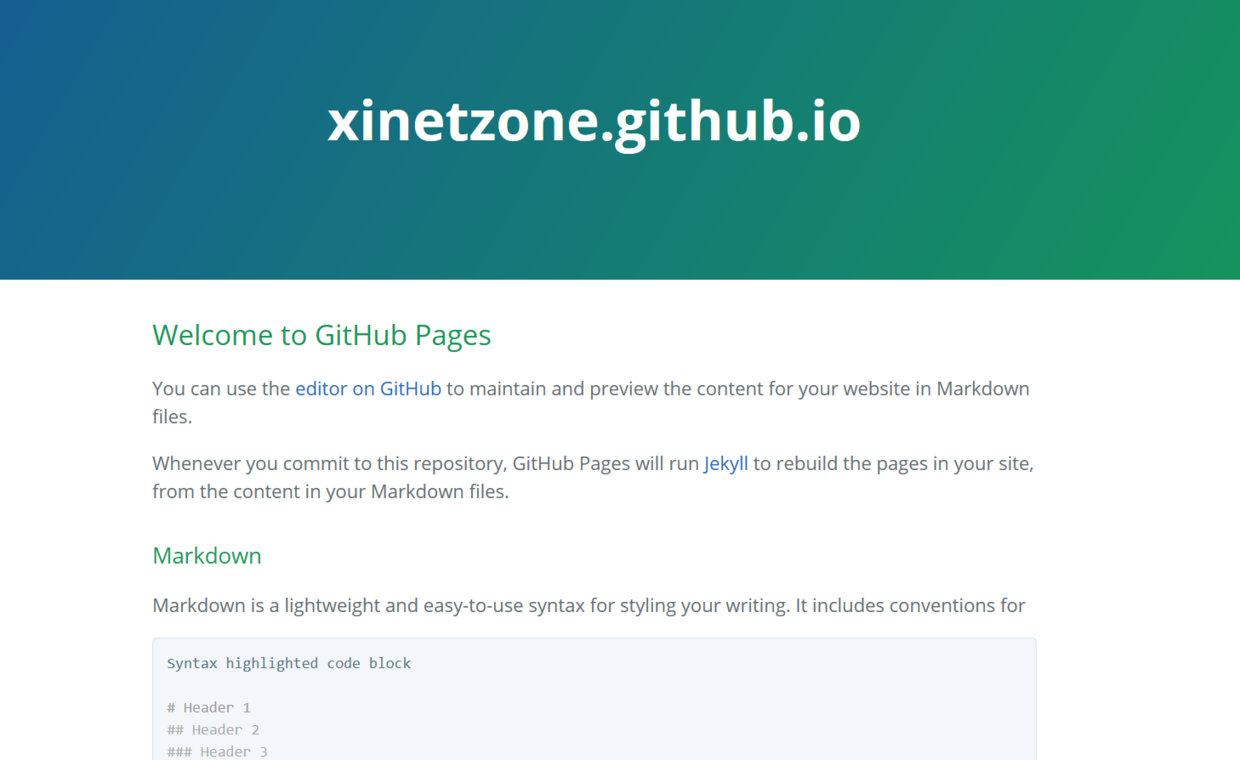 xinetzone.github.io
Welcome to GitHub Pages
You can use the editor on GitHub to maintain and preview the content for your website in Markdown
files.
Whenever you commit to this repository, GitHub Pages will run Jekyll to rebuild the pages in your site,
from the content in your Markdown files.
Markdown
Markdown is a lightweight and easy-to-use syntax for styling your writing. It includes conventions for
Syntax highlighted code block
# Header 1
## Header 2
### Header 3